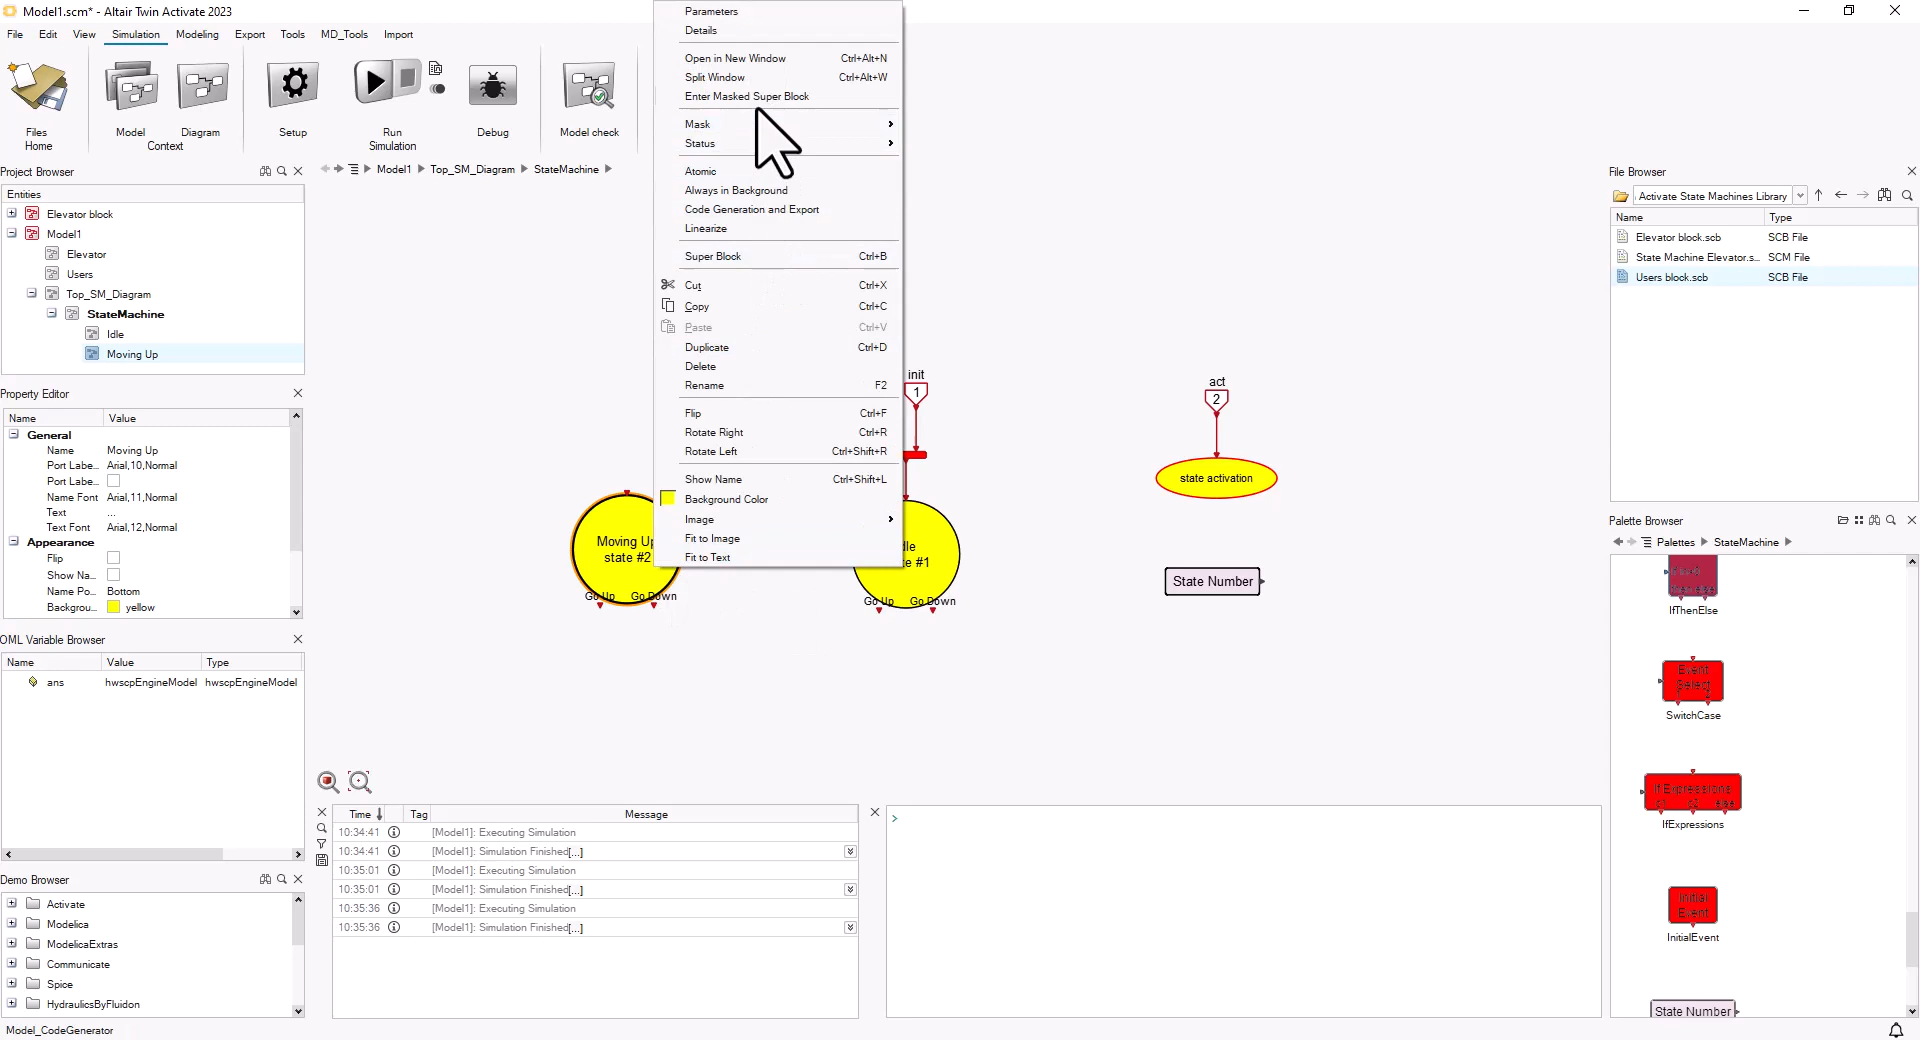 Model1.scm* - Altair Twin Activate 2023
File Edit View Simulation Modeling Export Tools MD_Tools Import
Files
Home
Model
Diagram
Context
Setup
Run
Simulation
Debug
Model check
Project Browser
Entities
Elevator block
Model1
Elevator
Users
Top_SM_Diagram
StateMachine
Idle
Moving Up
Property Editor
Name Value
General
Name Moving Up
Port Labe... Arial,10,Normal
Port Labe...
Name Font Arial,11,Normal
Text ...
Text Font Arial,12,Normal
Appearance
Flip
Show Na...
Name Po... Bottom
Backgrou... yellow
OML Variable Browser
Name Value Type
ans hwscpEngineModel hwscpEngineModel
Demo Browser
Activate
Modelica
ModelicaExtras
Communicate
Spice
HydraulicsByFluidon
Model_CodeGenerator
Model1 Top_SM_Diagram StateMachine
Parameters
Details
Open in New Window Ctrl+Alt+N
Split Window Ctrl+Alt+W
Enter Masked Super Block
Mask
Status
Atomic
Always in Background
Code Generation and Export
Linearize
Super Block Ctrl+B
Cut Ctrl+X
Copy Ctrl+C
Paste Ctrl+V
Duplicate Ctrl+D
Delete
Rename F2
Flip Ctrl+F
Rotate Right Ctrl+R
Rotate Left Ctrl+Shift+R
Show Name Ctrl+Shift+L
Background Color
Image
Fit to Image
Fit to Text
init
1
act
2
state activation
State Number
Moving Up
state #2
Go Up Go Down
#1
Go Up Go Down
Time Tag Message
10:34:41 [Model1]: Executing Simulation
10:34:41 [Model1]: Simulation Finished[...]
10:35:01 [Model1]: Executing Simulation
10:35:01 [Model1]: Simulation Finished[...]
10:35:36 [Model1]: Executing Simulation
10:35:36 [Model1]: Simulation Finished[...]
>
File Browser
Activate State Machines Library
Name Type
Elevator block.scb SCB File
State Machine Elevator.s... SCM File
Users block.scb SCB File
Palette Browser
Palettes StateMachine
then else
IfThenElse
Event
Select
SwitchCase
If Expressions
c1 c2 else
IfExpressions
Initial
Event
InitialEvent
State Number